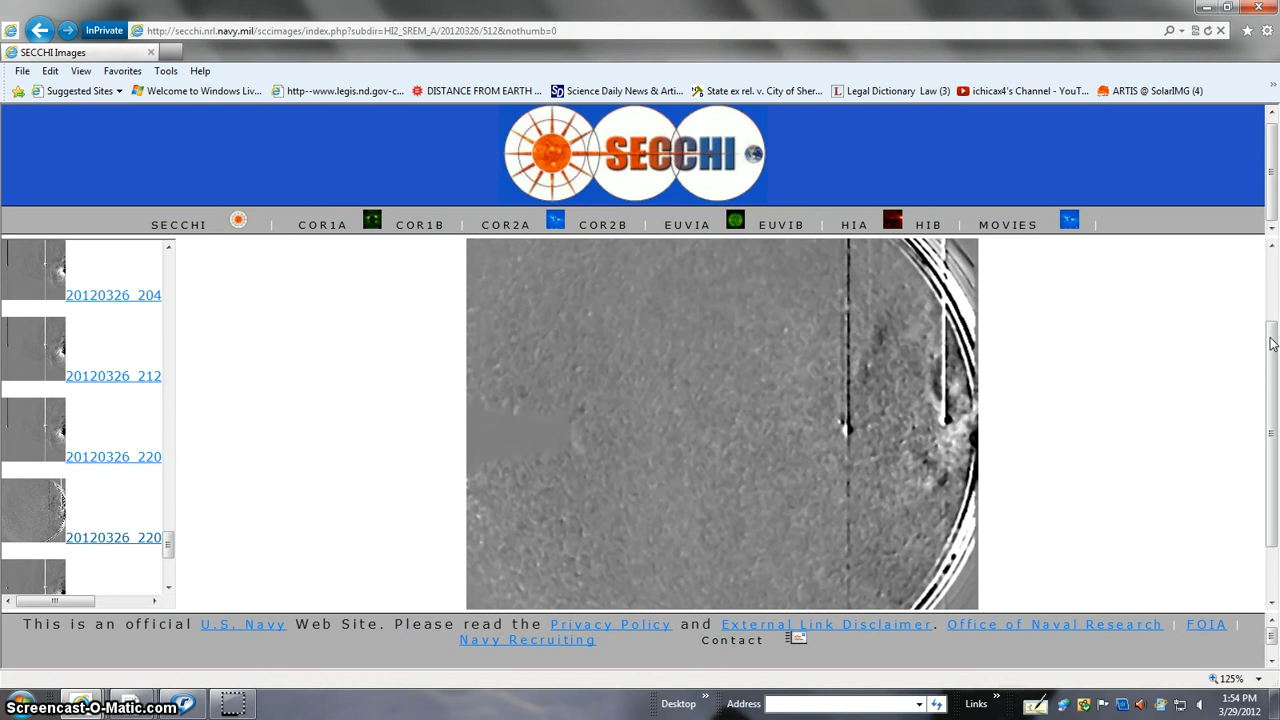 InPrivate
http://secchi.nrl.navy.mil/sccimages/index.php?subdir=HI2_SREM_A/20120326/512&nothumb=0
SECCHI Images
File Edit View Favorites Tools Help
Suggested Sites
Welcome to Windows Liv...
http--www.legis.nd.gov-c...
DISTANCE FROM EARTH ...
Science Daily News & Arti...
State ex rel. v. City of Sher...
Legal Dictionary Law (3)
ichicax4's Channel - YouT...
ARTIS @ SolarIMG (4)
SECCHI
SECCHI | COR1A COR1B | COR2A COR2B | EUVIA EUVIB | HIA HIB | MOVIES |
20120326_204
20120326_212
20120326_220
20120326_220
This is an official U.S. Navy Web Site. Please read the Privacy Policy and External Link Disclaimer. Office of Naval Research | FOIA |
Navy Recruiting Contact
125%
Desktop
Address
Links
1:54 PM
3/29/2012
Screencast-O-Matic.com